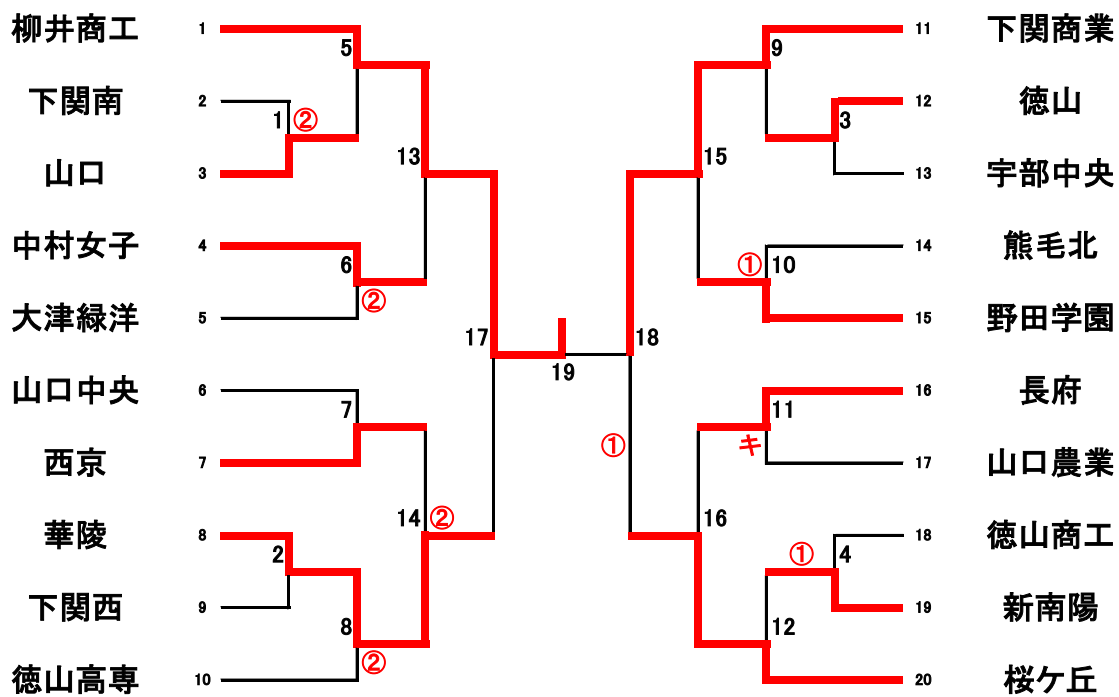 柳井商工 1
下関南 2
山口 3
中村女子 4
大津緑洋 5
山口中央 6
西京 7
華陵 8
下関西 9
徳山高専 10
5
1 ②
13
6
②
17
7
14 ②
2
8
②
19
9
3
15
① 10
18
11
キ
①
16
① 4
12
11 下関商業
12 徳山
13 宇部中央
14 熊毛北
15 野田学園
16 長府
17 山口農業
18 徳山商工
19 新南陽
20 桜ケ丘